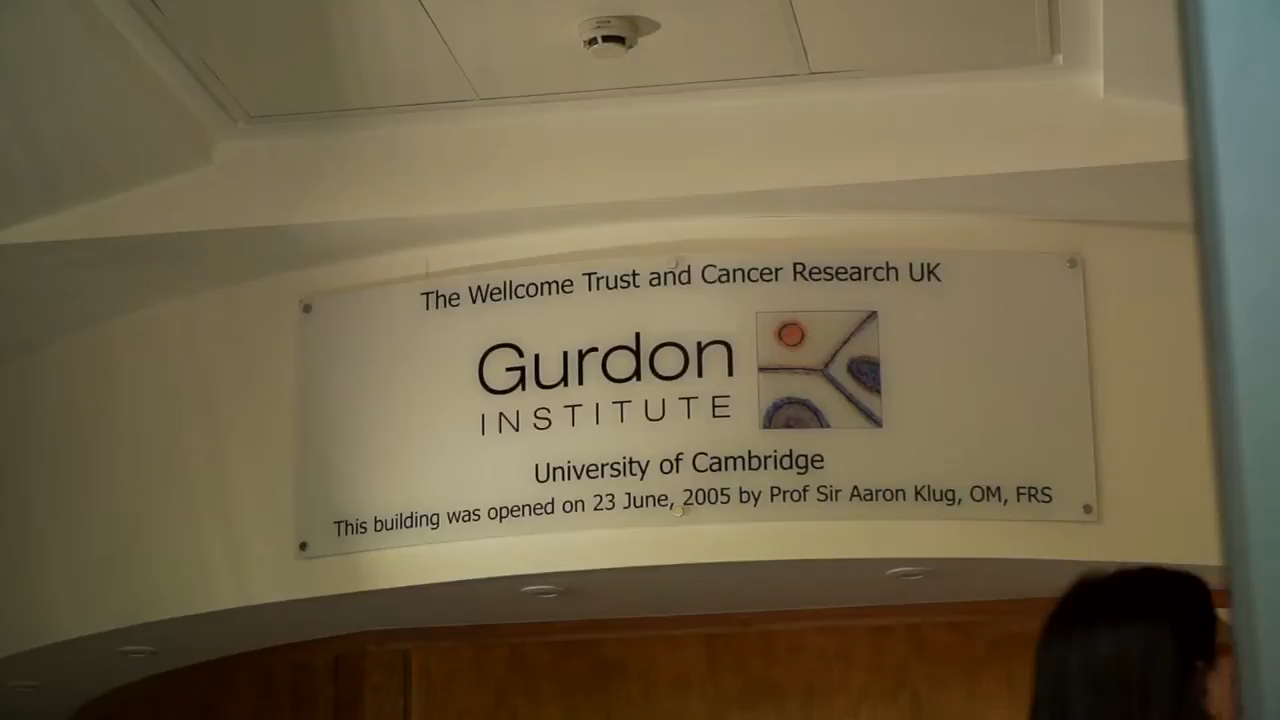 The Wellcome Trust and Cancer Research UK
Gurdon
INSTITUTE
University of Cambridge
This building was opened on 23 June, 2005 by Prof Sir Aaron Klug, OM, FRS